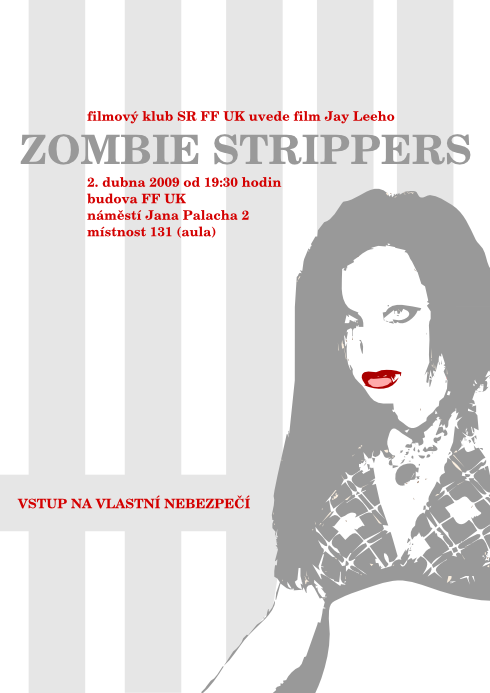 filmový klub SR FF UK uvede film Jay Leeho
ZOMBIE STRIPPERS
2. dubna 2009 od 19:30 hodin
budova FF UK
náměstí Jana Palacha 2
místnost 131 (aula)
VSTUP NA VLASTNÍ NEBEZPEČÍ